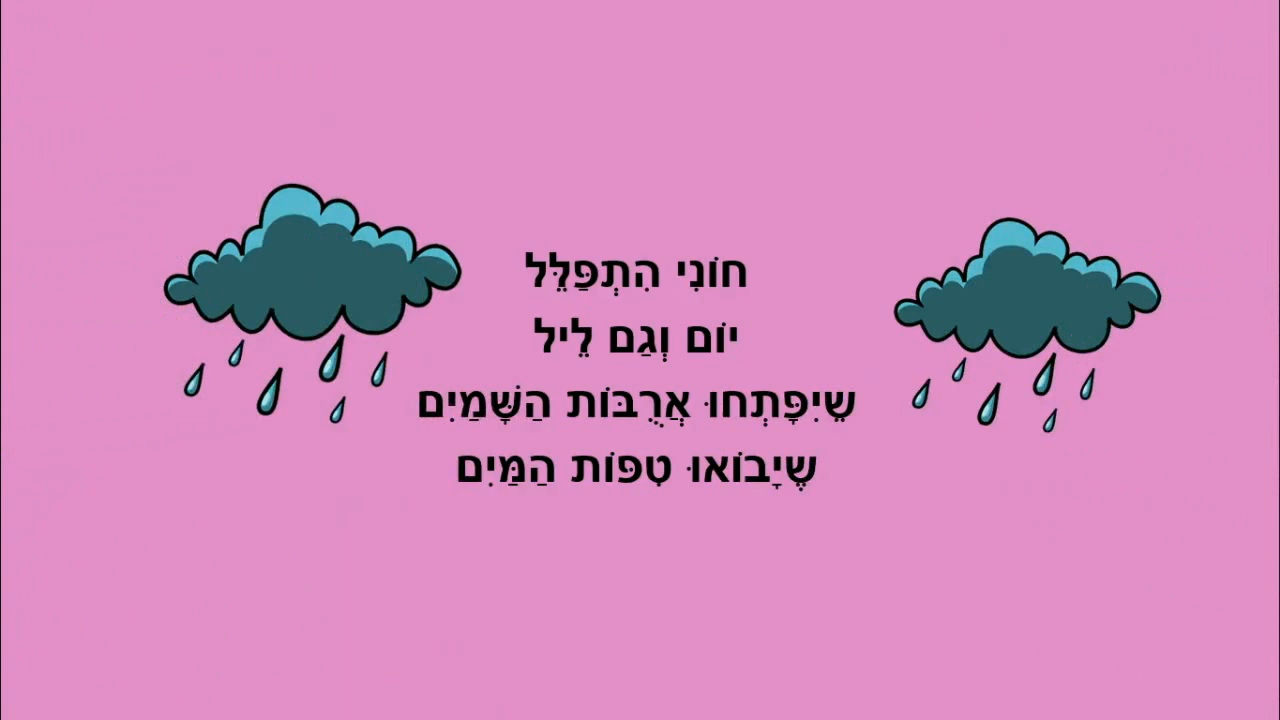 חוֹנִי הִתְפַּלֵּל
יוֹם וְגַם לֵיל
שֶׁיִפָּתְחוּ אֲרֻבּוֹת הַשָּׁמַיִם
שֶׁיָבוֹאוּ טִפּוֹת הַמַּיִם